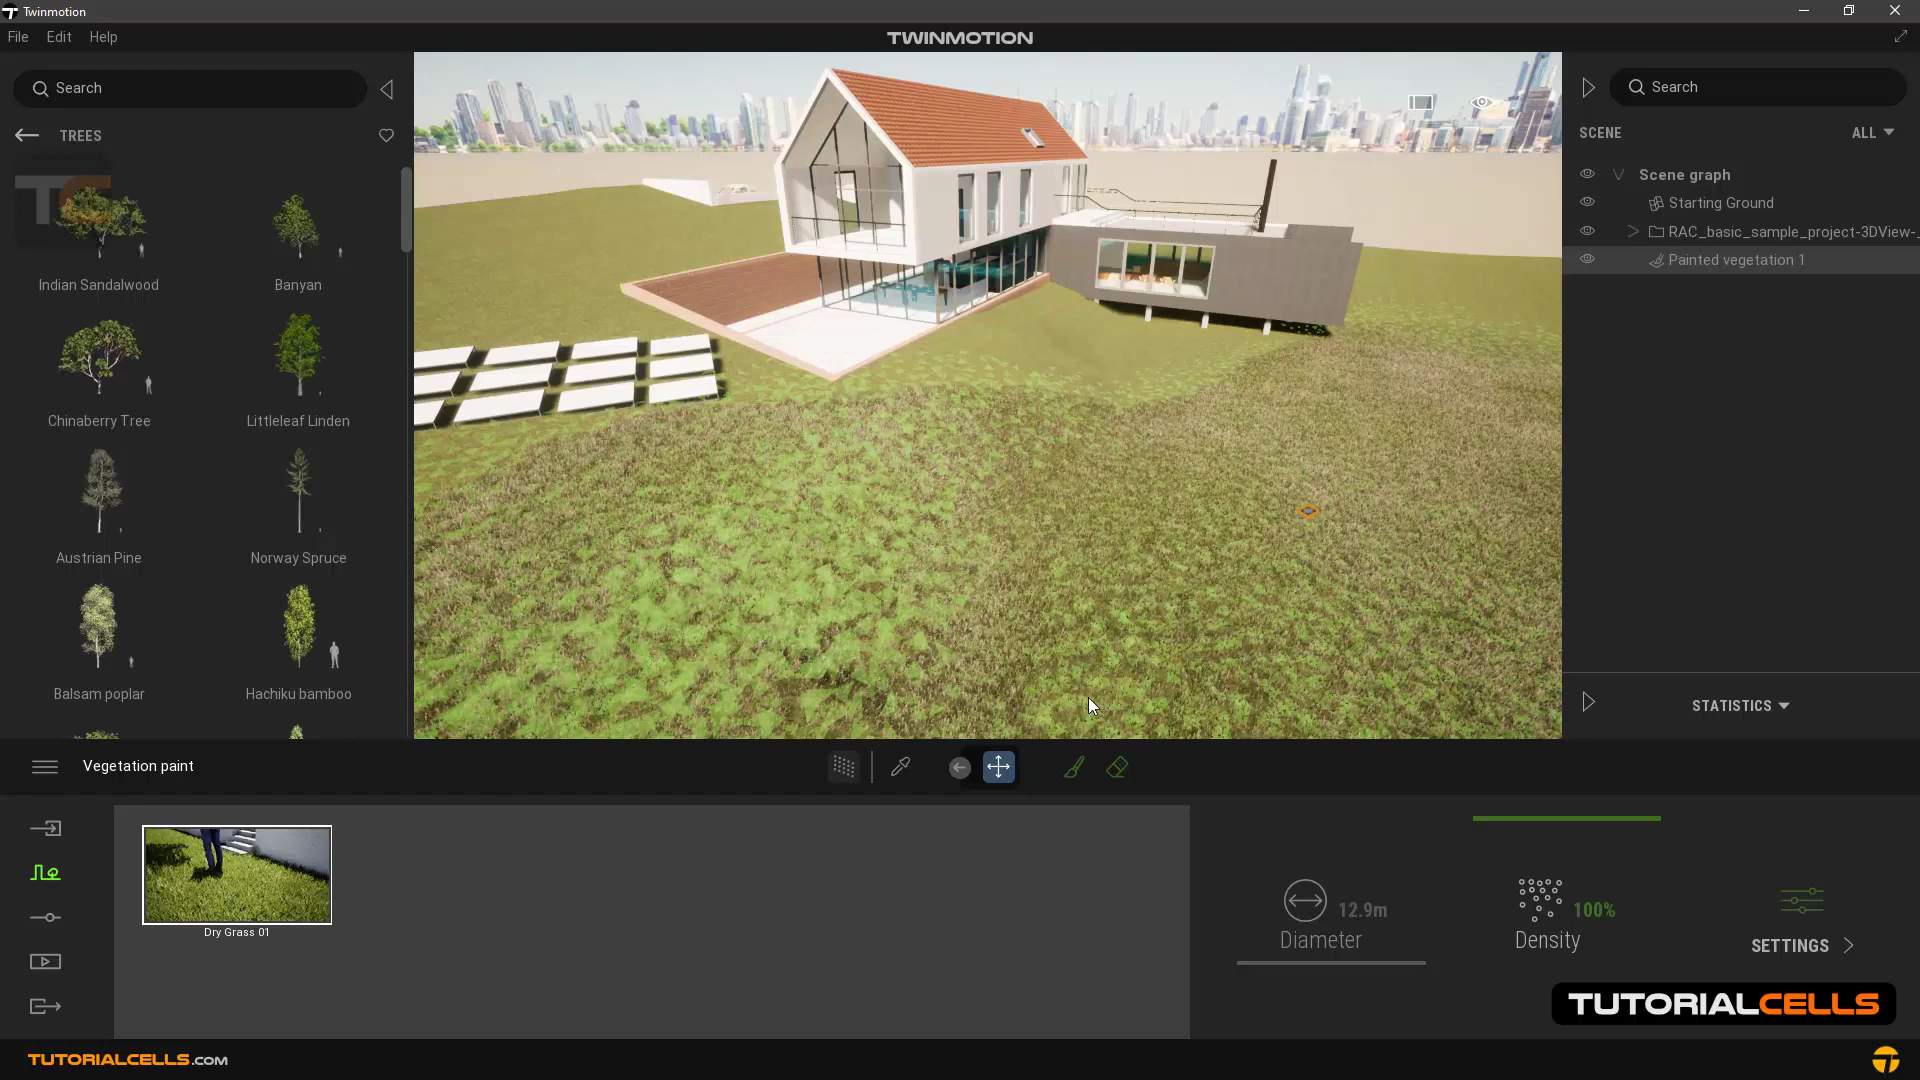 Twinmotion
File Edit Help
TWINMOTION
Search
TREES
TC
Indian Sandalwood
Banyan
Chinaberry Tree
Littleleaf Linden
Austrian Pine
Norway Spruce
Balsam poplar
Hachiku bamboo
Search
SCENE
ALL
Scene graph
Starting Ground
RAC_basic_sample_project-3DView-_
Painted vegetation 1
STATISTICS
Vegetation paint
Dry Grass 01
12.9m
Diameter
100%
Density
SETTINGS
TUTORIALCELLS
TUTORIALCELLS.COM